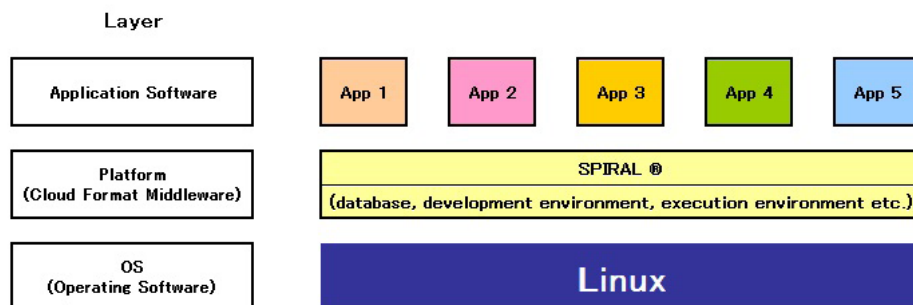 Layer
Application Software
App 1
App 2
App 3
App 4
App 5
Platform
(Cloud Format Middleware)
SPIRAL ®
(database, development environment, execution environment etc.)
OS
(Operating Software)
Linux